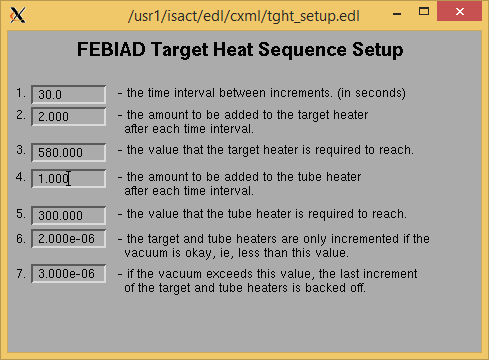 /usr1/isact/edl/cxml/tght_setup.edl
FEBIAD Target Heat Sequence Setup
1. 30.0 - the time interval between increments. (in seconds)
2. 2.000 - the amount to be added to the target heater
after each time interval.
3. 580.000 - the value that the target heater is required to reach.
4. 1.000 - the amount to be added to the tube heater
after each time interval.
5. 300.000 - the value that the tube heater is required to reach.
6. 2.000e-06 - the target and tube heaters are only incremented if the
vacuum is okay, ie, less than this value.
7. 3.000e-06 - if the vacuum exceeds this value, the last increment
of the target and tube heaters is backed off.